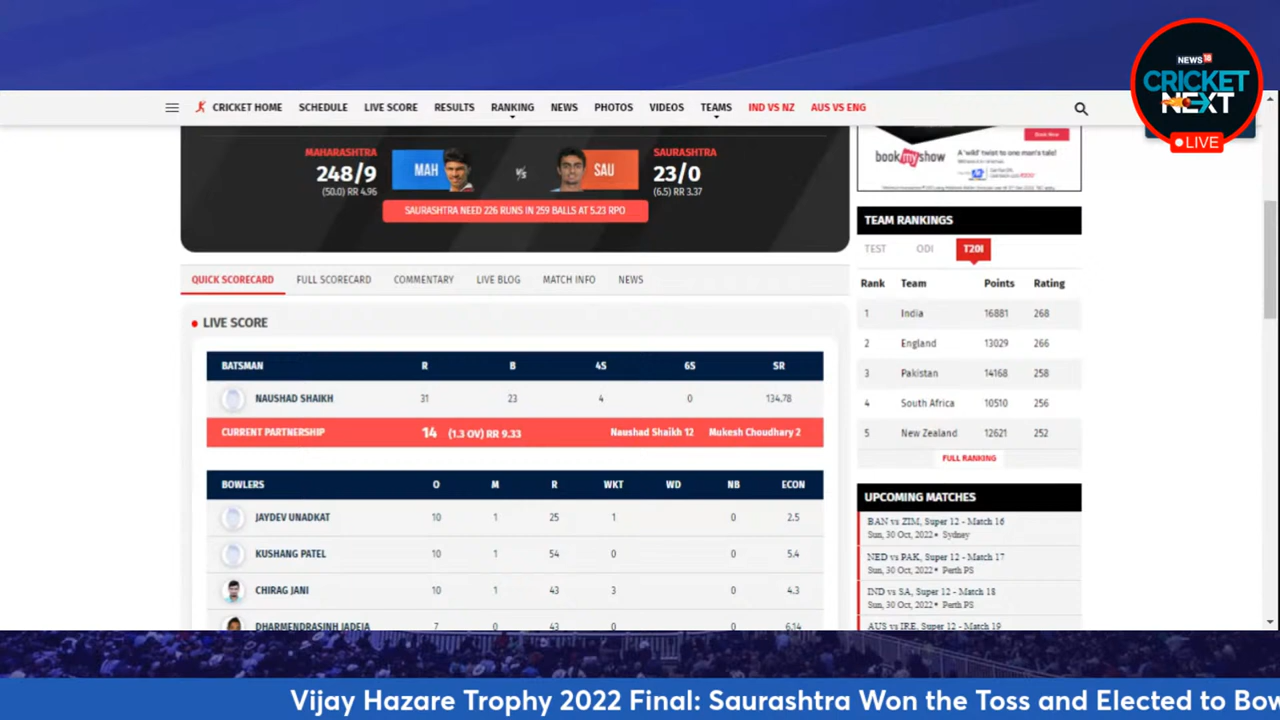 NEWS18
CRICKET
NEXT
LIVE
CRICKET HOME SCHEDULE LIVE SCORE RESULTS RANKING NEWS PHOTOS VIDEOS TEAMS IND VS NZ AUS VS ENG
MAHARASHTRA
248/9
(50.0) RR 4.96
MAH
VS
SAU
SAURASHTRA
23/0
(6.5) RR 3.37
SAURASHTRA NEED 226 RUNS IN 259 BALLS AT 5.23 RPO
Book Now
bookmyshow
A 'wild' twist to one man's tale!
QUICK SCORECARD FULL SCORECARD COMMENTARY LIVE BLOG MATCH INFO NEWS
LIVE SCORE
BATSMAN R B 4S 6S SR
NAUSHAD SHAIKH 31 23 4 0 134.78
CURRENT PARTNERSHIP 14 (1.3 OV) RR 9.33 Naushad Shaikh 12 Mukesh Choudhary 2
BOWLERS O M R WKT WD NB ECON
JAYDEV UNADKAT 10 1 25 1 0 2.5
KUSHANG PATEL 10 1 54 0 0 5.4
CHIRAG JANI 10 1 43 3 0 4.3
DHARMENDRASINH JADEJA 7 0 43 0 0 6.14
TEAM RANKINGS
TEST ODI T20I
Rank Team Points Rating
1 India 16881 268
2 England 13029 266
3 Pakistan 14168 258
4 South Africa 10510 256
5 New Zealand 12621 252
FULL RANKING
UPCOMING MATCHES
BAN vs ZIM, Super 12 - Match 16
Sun, 30 Oct, 2022• Sydney
NED vs PAK, Super 12 - Match 17
Sun, 30 Oct, 2022• Perth PS
IND vs SA, Super 12 - Match 18
Sun, 30 Oct, 2022• Perth PS
AUS vs IRE, Super 12 - Match 19
Vijay Hazare Trophy 2022 Final: Saurashtra Won the Toss and Elected to Bow